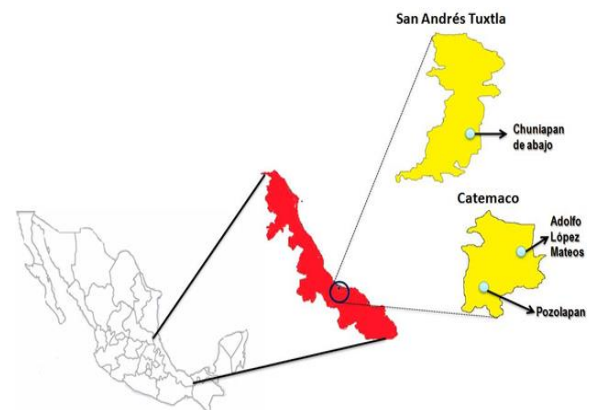 San Andrés Tuxtla
Chuniapan
de abajo
Catemaco
Adolfo
López
Mateos
Pozolapan